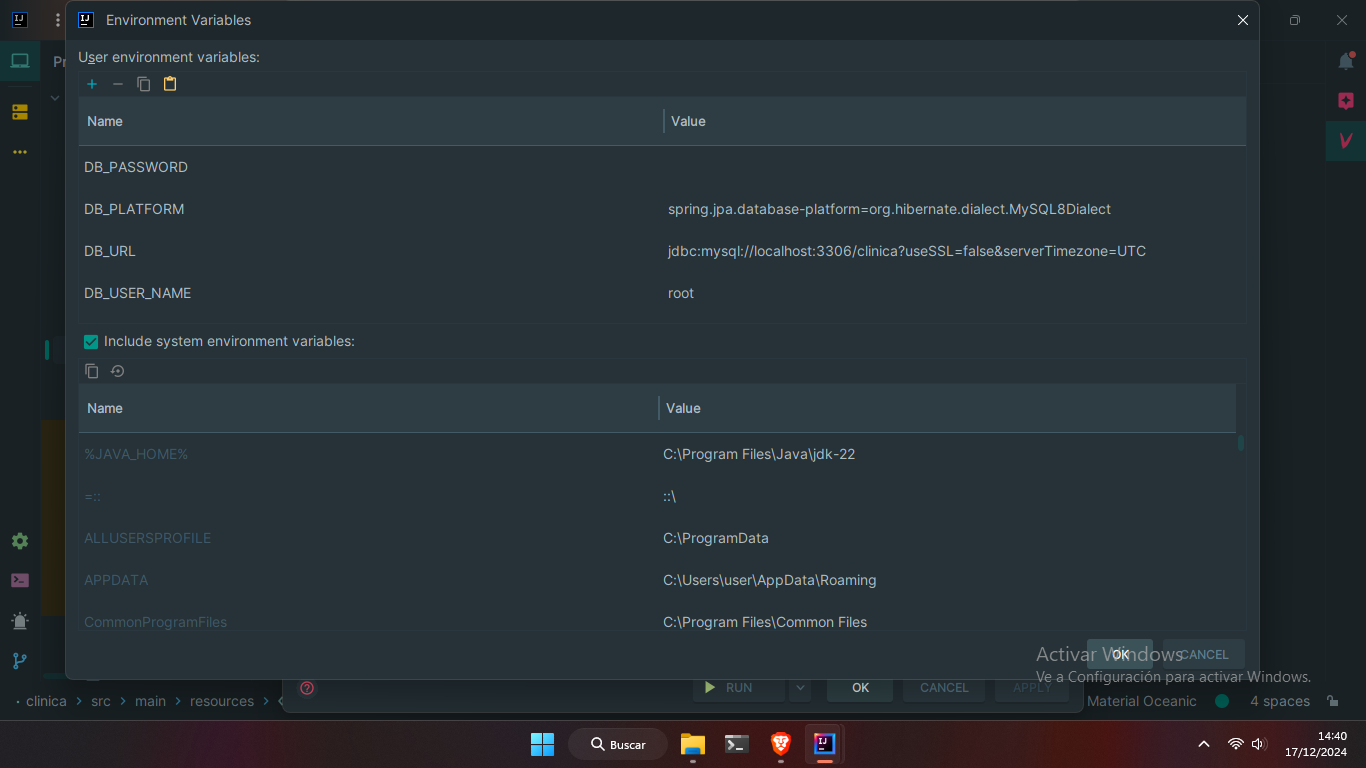 Environment Variables
Pr
User environment variables:
Name Value
DB_PASSWORD
DB_PLATFORM spring.jpa.database-platform=org.hibernate.dialect.MySQL8Dialect
DB_URL jdbc:mysql://localhost:3306/clinica?useSSL=false&serverTimezone=UTC
DB_USER_NAME root
Include system environment variables:
Name Value
%JAVA_HOME% C:\Program Files\Java\jdk-22
=:: ::\
ALLUSERSPROFILE C:\ProgramData
APPDATA C:\Users\user\AppData\Roaming
CommonProgramFiles C:\Program Files\Common Files
OK CANCEL
Activar Windows
Ve a Configuración para activar Windows.
RUN OK CANCEL APPLY
clinica > src > main > resources > Material Oceanic 4 spaces
Buscar
14:40
17/12/2024